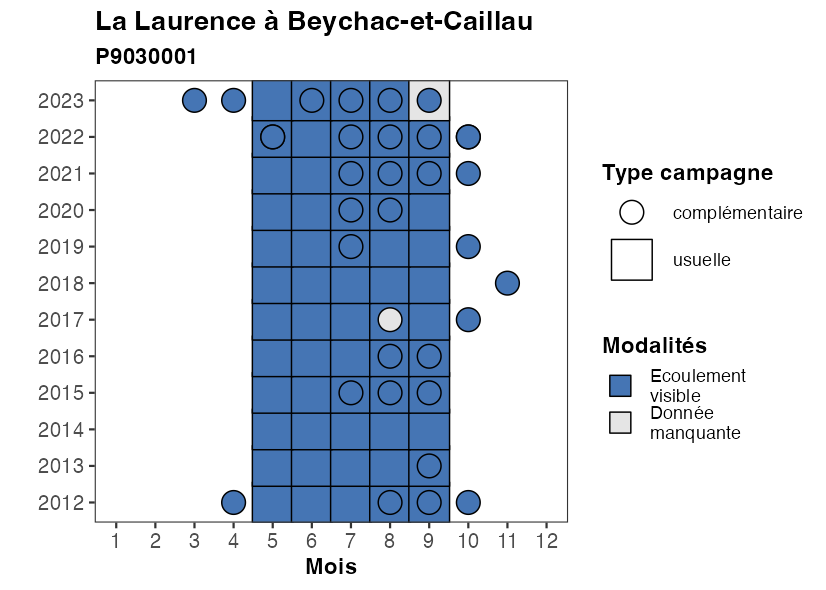 La Laurence à Beychac-et-Caillau
P9030001
2023
2022
2021
2020
2019
2018
2017
2016
2015
2014
2013
2012
1 2 3 4 5 6 7 8 9 10 11 12
Mois
Type campagne
complémentaire
usuelle
Modalités
Ecoulement
visible
Donnée
manquante